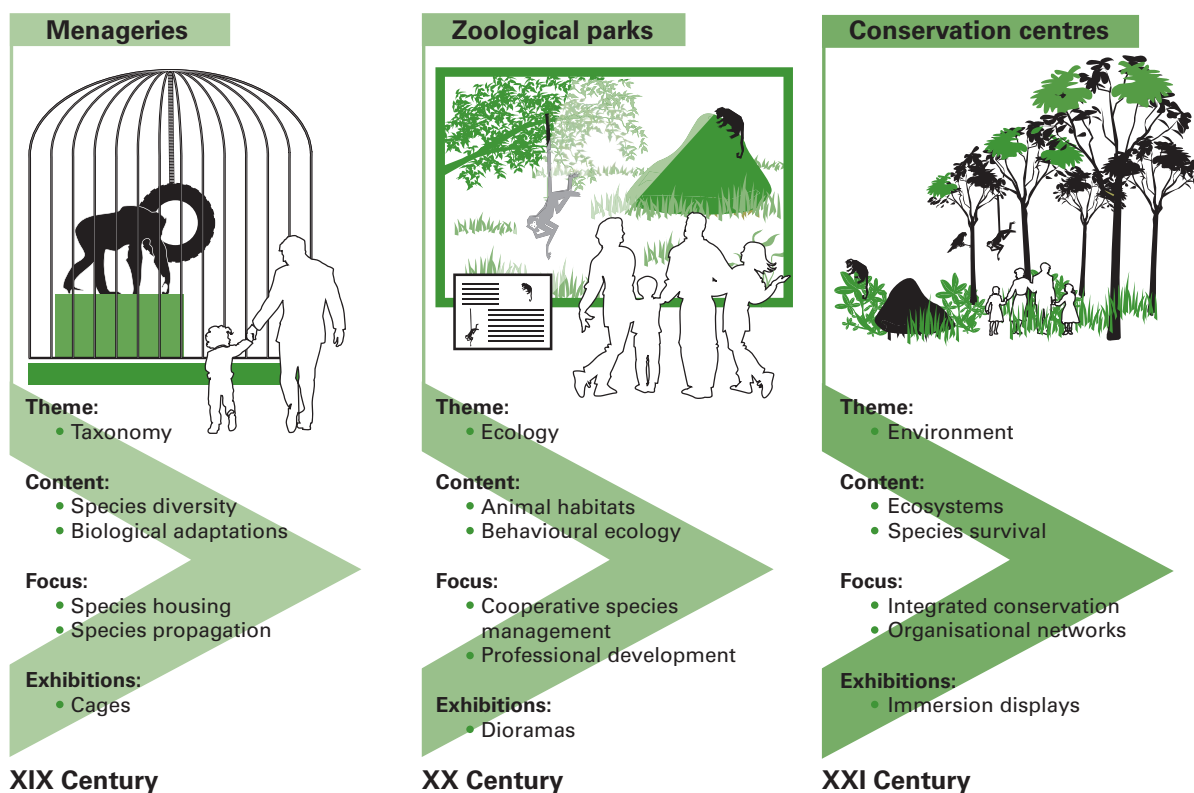 Menageries
Theme:
• Taxonomy
Content:
• Species diversity
• Biological adaptations
Focus:
• Species housing
• Species propagation
Exhibitions:
• Cages
XIX Century
Zoological parks
Theme:
• Ecology
Content:
• Animal habitats
• Behavioural ecology
Focus:
• Cooperative species
management
• Professional development
Exhibitions:
• Dioramas
XX Century
Conservation centres
Theme:
• Environment
Content:
• Ecosystems
• Species survival
Focus:
• Integrated conservation
• Organisational networks
Exhibitions:
• Immersion displays
XXI Century